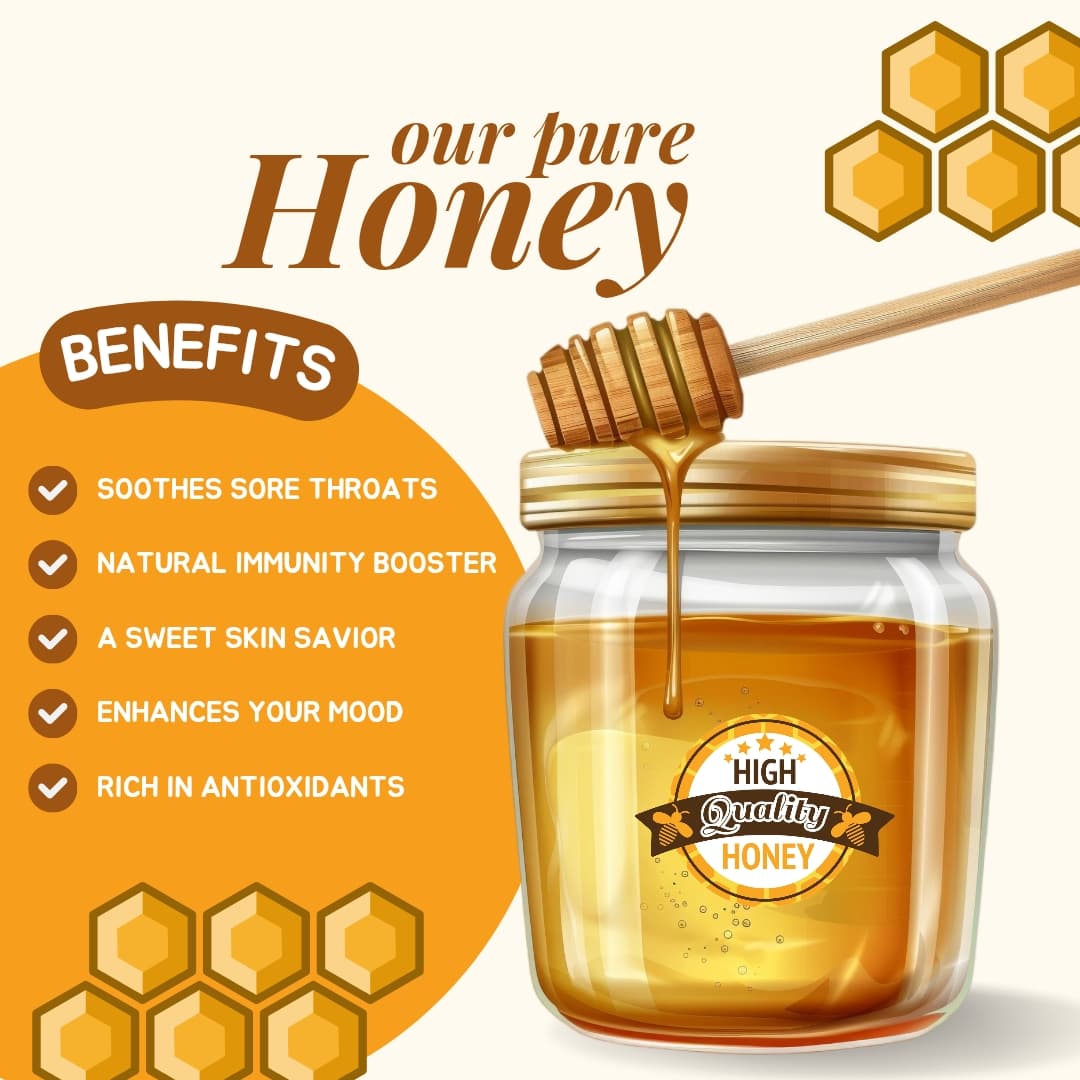 our pure
Honey
BENEFITS
SOOTHES SORE THROATS
NATURAL IMMUNITY BOOSTER
A SWEET SKIN SAVIOR
ENHANCES YOUR MOOD
RICH IN ANTIOXIDANTS
HIGH
Quality
HONEY